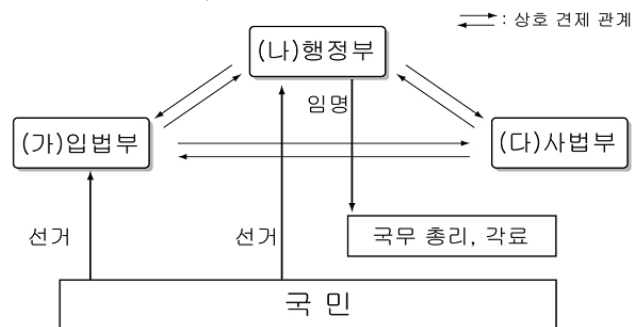 : 상호 견제 관계
(나)행정부
임명
(가)입법부
(다)사법부
선거
선거
국무 총리, 각료
국 민